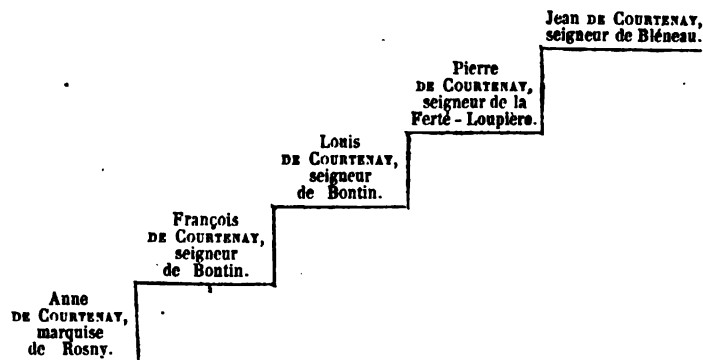 Jean DE COURTENAY,
seigneur de Bléneau.
Pierre
DE COURTENAY,
seigneur de la
Ferté - Loupière.
Louis
DE COURTENAY,
seigneur
de Bontin.
François
DE COURTENAY,
seigneur
de Bontin.
Anne
DE COURTENAY,
marquise
de Rosny.